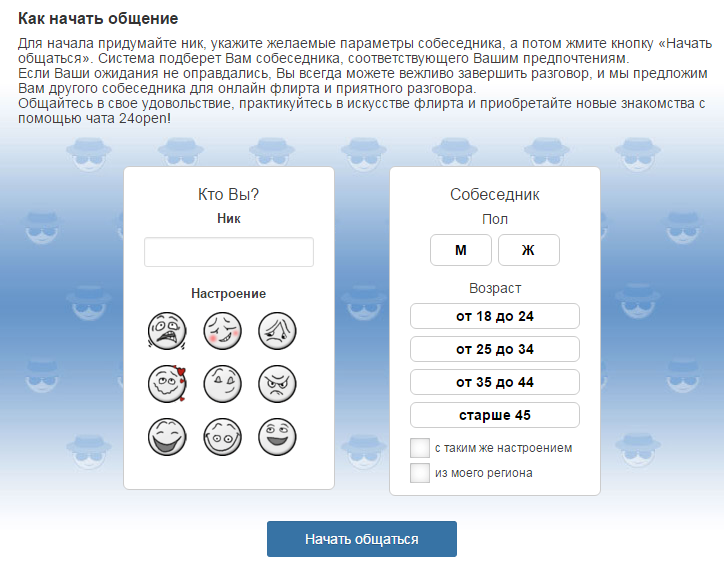 Как начать общение
Для начала придумайте ник, укажите желаемые параметры собеседника, а потом жмите кнопку «Начать
общаться». Система подберет Вам собеседника, соответствующего Вашим предпочтениям.
Если Ваши ожидания не оправдались, Вы всегда можете вежливо завершить разговор, и мы предложим
Вам другого собеседника для онлайн флирта и приятного разговора.
Общайтесь в свое удовольствие, практикуйтесь в искусстве флирта и приобретайте новые знакомства с
помощью чата 24open!
Кто Вы?
Ник
Настроение
Собеседник
Пол
М Ж
Возраст
от 18 до 24
от 25 до 34
от 35 до 44
старше 45
с таким же настроением
из моего региона
Начать общаться